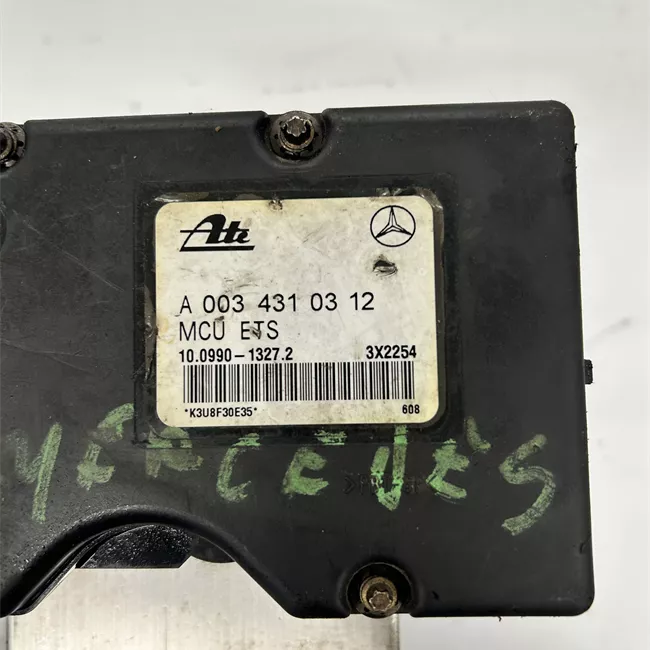 Ate
A 003 431 03 12
MCU ETS
10.0990-1327.2 3X2254
*K3U8F30E35* 608
MERCEDES